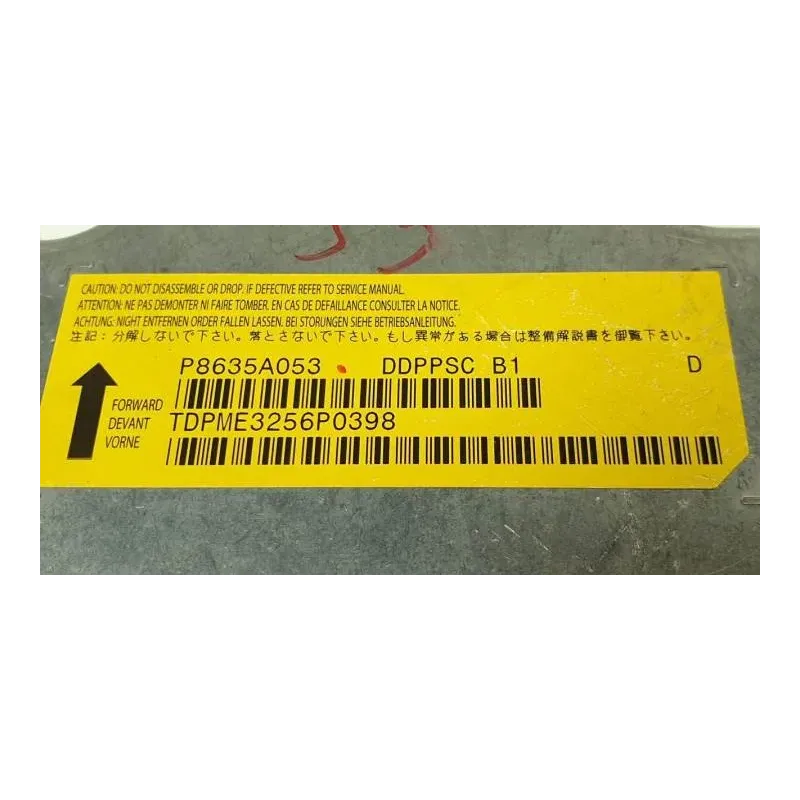 CAUTION: DO NOT DISASSEMBLE OR DROP. IF DEFECTIVE REFER TO SERVICE MANUAL.
ATTENTION: NE PAS DEMONTER NI FAIRE TOMBER. EN CAS DE DEFAILLANCE CONSULTER LA NOTICE.
ACHTUNG: NIGHT ENTFERNEN ORDER FALLEN LASSEN. BEI STORUNGEN SIEHE BETRIEBSANLEITUNG.
注記：分解しないで下さい。落とさないで下さい。もし異常がある場合は整備解説書を御覧下さい。
P8635A053 DDPPSC B1 D
FORWARD
DEVANT
VORNE
TDPME3256P0398